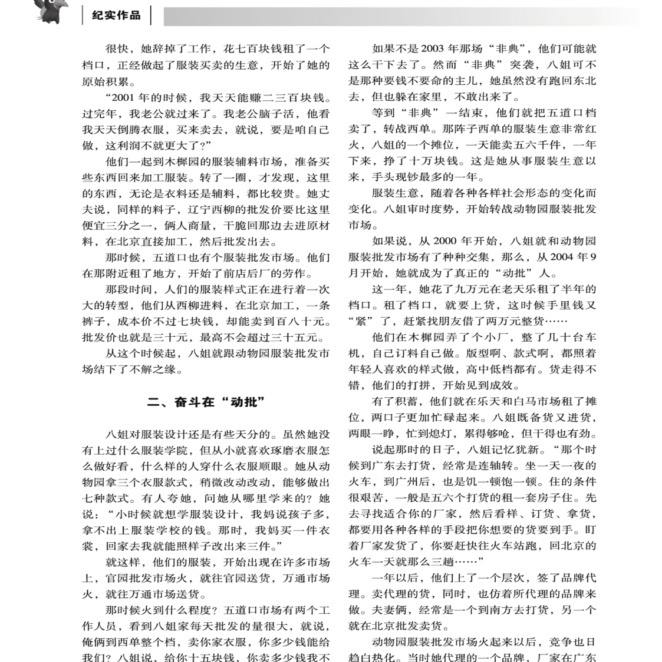 纪实作品
很快，她辞掉了工作，花七百块钱租了一个
档口，正经做起了服装买卖的生意，开始了她的
原始积累。
“2001 年的时候，我天天能赚二三百块钱。
过完年，我老公就过来了。我老公脑子活，他看
我天天倒腾衣服，买来卖去，就说，要是咱自己
做，这利润不就更大了?”
他们一起到木樨园的服装辅料市场，准备买
些东西回来加工服装。转了一圈，才发现，这里
的东西，无论是衣料还是辅料，都比较贵。她丈
夫说，同样的料子，辽宁西柳的批发价要比这里
便宜三分之一，俩人商量，干脆回那边去进原材
料，在北京直接加工，然后批发出去。
那时候，五道口也有个服装批发市场。他们
在那附近租了地方，开始了前店后厂的劳作。
那段时间，人们的服装样式正在进行着一次
大的转型，他们从西柳进料，在北京加工，一条
裤子，成本价不过七块钱，却能卖到百八十元。
批发价也就是三十元，最高不会超过三十五元。
从这个时候起，八姐就跟动物园服装批发市
场结下了不解之缘。
二、奋斗在“动批”
八姐对服装设计还是有些天分的。虽然她没
有上过什么服装学院，但从小就喜欢琢磨衣服怎
么做好看，什么样的人穿什么衣服顺眼。她从动
物园拿三个衣服款式，稍微改动改动，能够做出
七种款式。有人夸她，问她从哪里学来的? 她
说：“小时候就想学服装设计，我妈说孩子多，
拿不出上服装学校的钱。那时，我妈买一件衣
裳，回家去我就能照样子改出来三件。”
就这样，他们的服装，开始出现在许多市场
上，官园批发市场火，就往官园送货，万通市场
火，就往万通市场送货。
那时候火到什么程度? 五道口市场有两个工
作人员，看到八姐家每天批发的量很大，就说，
俺俩到西单整个档，卖你家衣服，你多少钱能给
我们? 八姐说，给你十五块钱，你卖多少钱我不
如果不是 2003 年那场“非典”，他们可能就
这么干下去了。然而“非典”突袭，八姐可不
是那种要钱不要命的主儿，她虽然没有跑回东北
去，但也躲在家里，不敢出来了。
等到“非典”一结束，他们就把五道口档
卖了，转战西单。那阵子西单的服装生意非常红
火，八姐的一个摊位，一天能卖五六千件，一年
下来，挣了十万块钱。这是她从事服装生意以
来，手头现钞最多的一年。
服装生意，随着各种各样社会形态的变化而
变化。八姐审时度势，开始转战动物园服装批发
市场。
如果说，从 2000 年开始，八姐就和动物园
服装批发市场有了种种交集，那么，从 2004 年 9
月开始，她就成为了真正的“动批”人。
这一年，她花了九万元在老天乐租了半年的
档口。租了档口，就要上货，这时候手里钱又
“紧”了，赶紧找朋友借了两万元整货……
他们在木樨园弄了个小厂，整了几十台车
机，自己订料自己做。版型啊、款式啊，都照着
年轻人喜欢的样式做，高中低档都有。货走得不
错，他们的打拼，开始见到成效。
有了积蓄，他们就在乐天和白马市场租了摊
位，两口子更加忙碌起来。八姐既备货又进货，
两眼一睁，忙到熄灯，累得够呛，但干得也有劲。
说起那时的日子，八姐记忆犹新。“那个时
候到广东去打货，经常是连轴转。坐一天一夜的
火车，到广州后，也是饥一顿饱一顿。住的条件
很艰苦，一般是五六个打货的租一套房子住。先
去寻找适合你的厂家，然后看样、订货、拿货，
都要用各种各样的手段把你想要的货要到手。盯
着厂家发货了，你要赶快往火车站跑，回北京的
火车一天就那么三趟……”
一年以后，他们上了一个层次，签了品牌代
理。卖代理的货，同时，也仿着所代理的品牌来
做。夫妻俩，经常是一个到南方去打货，另一个
就在北京批发卖货。
动物园服装批发市场火起来以后，竞争也日
趋白热化。当时她代理的一个品牌，厂家在广东